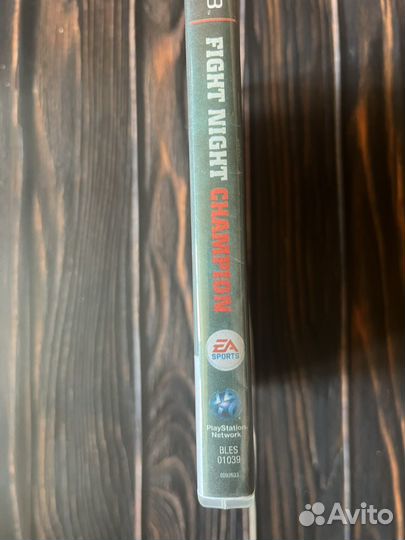 FIGHT NIGHT CHAMPION
EA
SPORTS
PlayStation
Network
BLES
01039
Avito